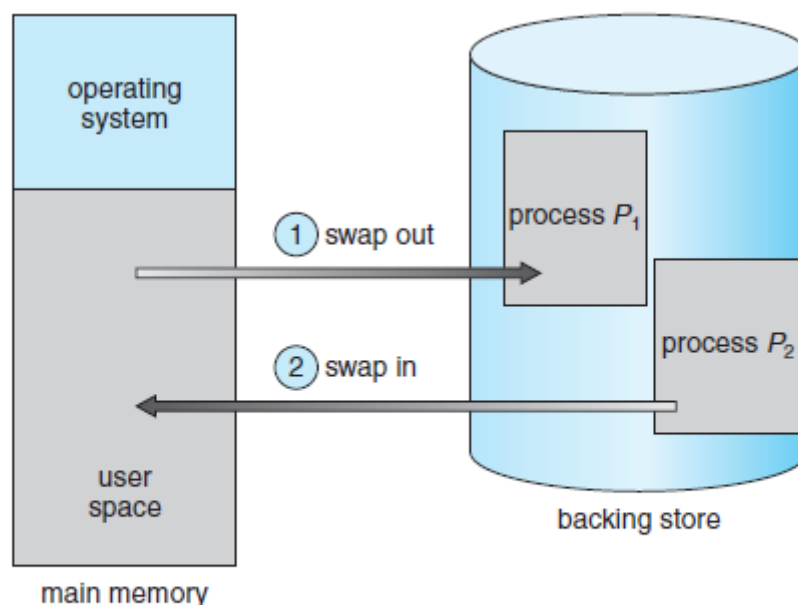 operating
system
1 swap out
process P₁
process P₂
2 swap in
user
space
backing store
main memory